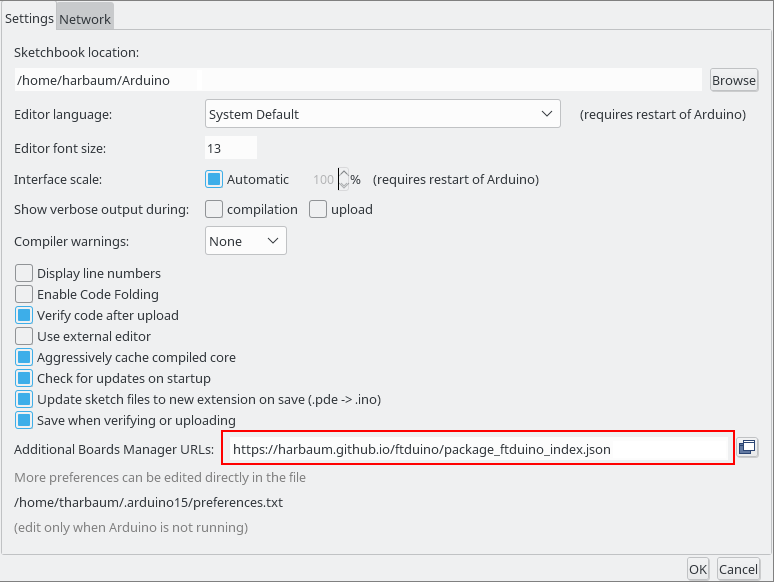 Settings Network
Sketchbook location:
/home/harbaum/Arduino Browse
Editor language: System Default (requires restart of Arduino)
Editor font size: 13
Interface scale: Automatic 100 % (requires restart of Arduino)
Show verbose output during: compilation upload
Compiler warnings: None
Display line numbers
Enable Code Folding
Verify code after upload
Use external editor
Aggressively cache compiled core
Check for updates on startup
Update sketch files to new extension on save (.pde -> .ino)
Save when verifying or uploading
Additional Boards Manager URLs: https://harbaum.github.io/ftduino/package_ftduino_index.json
More preferences can be edited directly in the file
/home/tharbaum/.arduino15/preferences.txt
(edit only when Arduino is not running)
OK Cancel